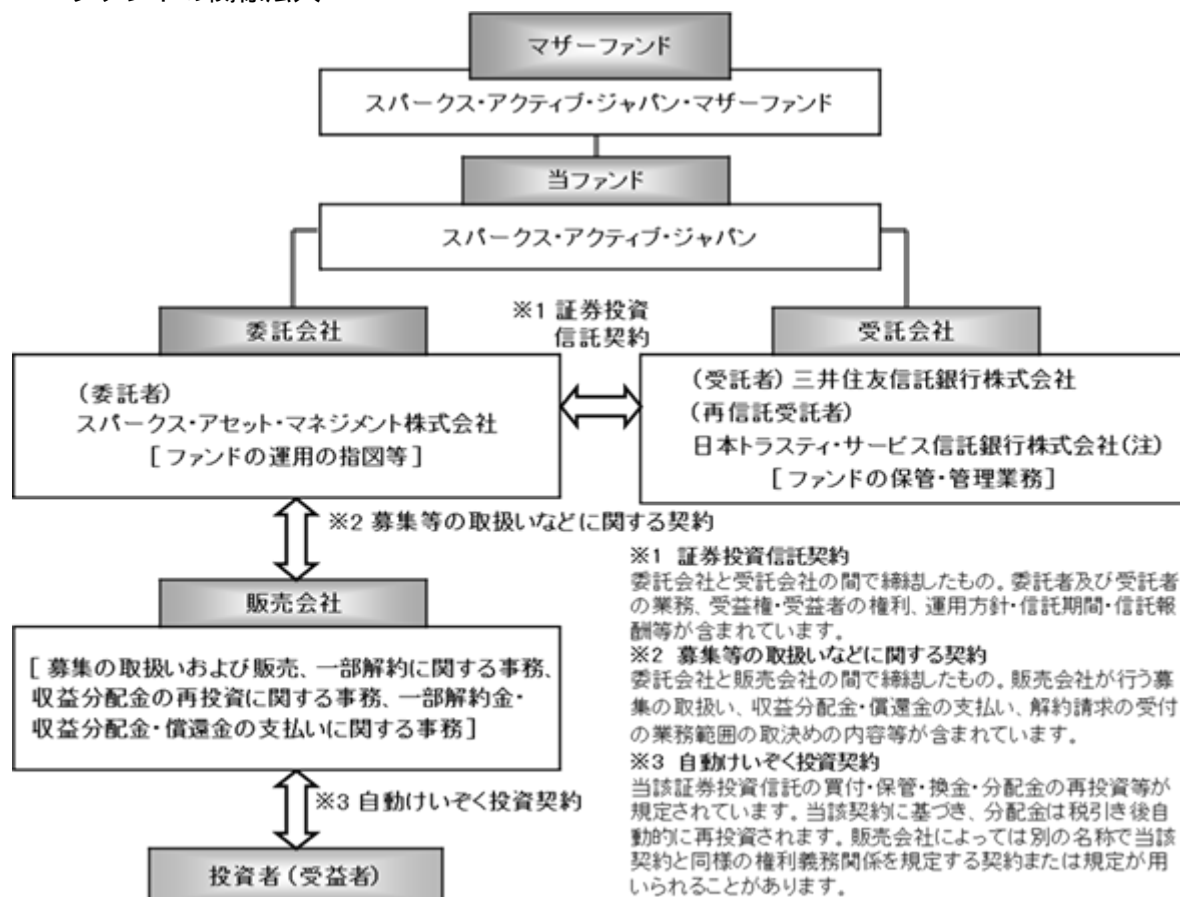 マザーファンド
スパークス・アクティブ・ジャパン・マザーファンド
当ファンド
スパークス・アクティブ・ジャパン
委託会社
(委託者)
スパークス・アセット・マネジメント株式会社
[ファンドの運用の指図等]
※1 証券投資
信託契約
受託会社
(受託者) 三井住友信託銀行株式会社
(再信託受託者)
日本トラスティ・サービス信託銀行株式会社(注)
[ファンドの保管・管理業務]
※2 募集等の取扱いなどに関する契約
販売会社
[ 募集の取扱いおよび販売、一部解約に関する事務、
収益分配金の再投資に関する事務、一部解約金・
収益分配金・償還金の支払いに関する事務]
※3 自動けいぞく投資契約
投資者(受益者)
※1 証券投資信託契約
委託会社と受託会社の間で締結したもの。委託者及び受託者
の業務、受益権・受益者の権利、運用方針・信託期間・信託報
酬等が含まれています。
※2 募集等の取扱いなどに関する契約
委託会社と販売会社の間で締結したもの。販売会社が行う募
集の取扱い、収益分配金・償還金の支払い、解約請求の受付
の業務範囲の取決めの内容等が含まれています。
※3 自動けいぞく投資契約
当該証券投資信託の買付・保管・換金・分配金の再投資等が
規定されています。当該契約に基づき、分配金は税引き後自
動的に再投資されます。販売会社によっては別の名称で当該
契約と同様の権利義務関係を規定する契約または規定が用
いられることがあります。